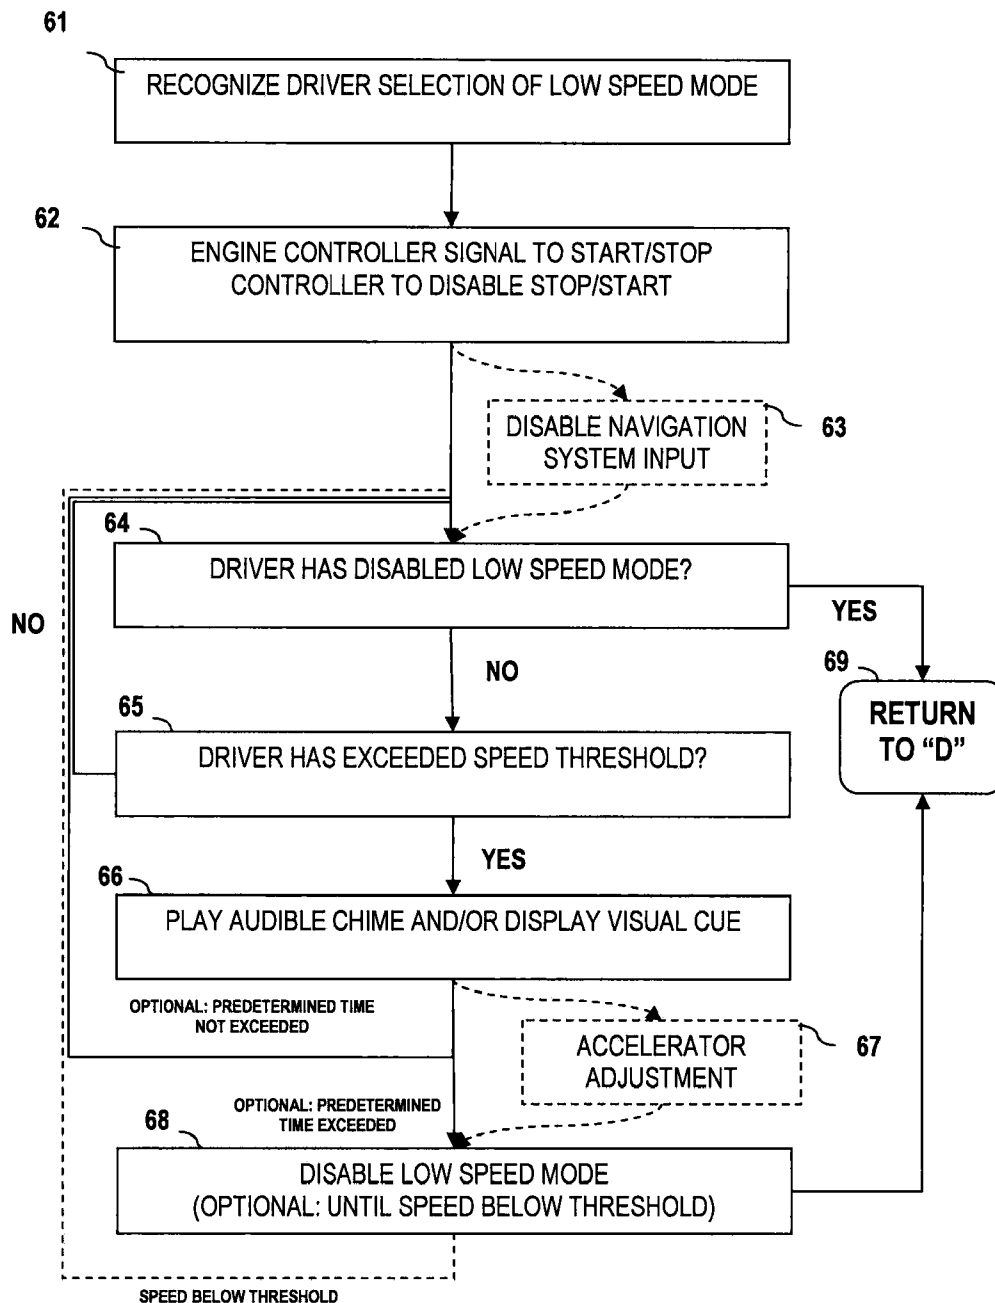 61
RECOGNIZE DRIVER SELECTION OF LOW SPEED MODE
62
ENGINE CONTROLLER SIGNAL TO START/STOP
CONTROLLER TO DISABLE STOP/START
DISABLE NAVIGATION
SYSTEM INPUT
63
64
DRIVER HAS DISABLED LOW SPEED MODE?
NO
YES
NO
69
RETURN
TO “D”
65
DRIVER HAS EXCEEDED SPEED THRESHOLD?
YES
66
PLAY AUDIBLE CHIME AND/OR DISPLAY VISUAL CUE
OPTIONAL: PREDETERMINED TIME
NOT EXCEEDED
ACCELERATOR
ADJUSTMENT
67
OPTIONAL: PREDETERMINED
TIME EXCEEDED
68
DISABLE LOW SPEED MODE
(OPTIONAL: UNTIL SPEED BELOW THRESHOLD)
SPEED BELOW THRESHOLD